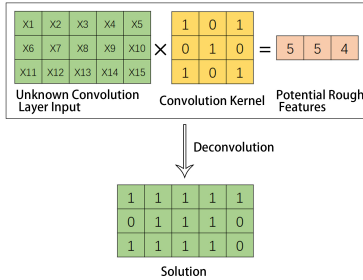 X1 X2 X3 X4 X5 1 0 1
X6 X7 X8 X9 X10 × 0 1 0 = 5 5 4
X11 X12 X13 X14 X15 1 0 1
Unknown Convolution Layer Input
Convolution Kernel
Potential Rough Features
Deconvolution
1 1 1 1 1
0 1 1 1 0
1 1 1 1 0
Solution